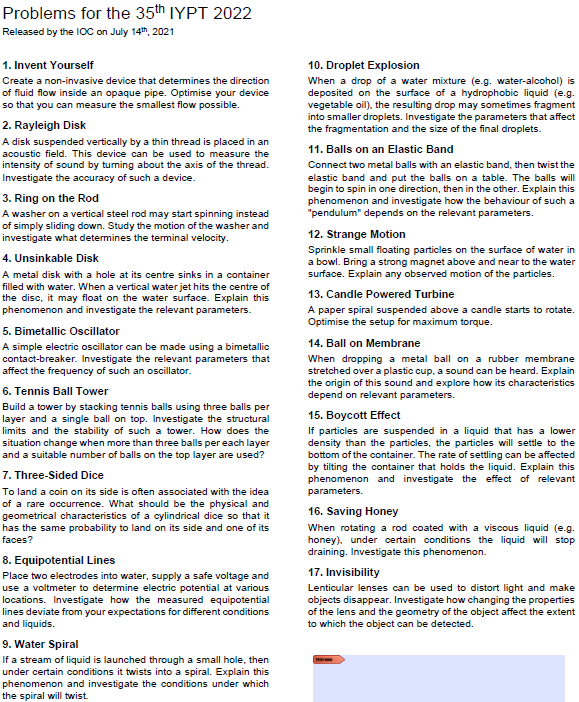 Problems for the 35th IYPT 2022
Released by the IOC on July 14th, 2021
1. Invent Yourself
Create a non-invasive device that determines the direction
of fluid flow inside an opaque pipe. Optimise your device
so that you can measure the smallest flow possible.
2. Rayleigh Disk
A disk suspended vertically by a thin thread is placed in an
acoustic field. This device can be used to measure the
intensity of sound by turning about the axis of the thread.
Investigate the accuracy of such a device.
3. Ring on the Rod
A washer on a vertical steel rod may start spinning instead
of simply sliding down. Study the motion of the washer and
investigate what determines the terminal velocity.
4. Unsinkable Disk
A metal disk with a hole at its centre sinks in a container
filled with water. When a vertical water jet hits the centre of
the disc, it may float on the water surface. Explain this
phenomenon and investigate the relevant parameters.
5. Bimetallic Oscillator
A simple electric oscillator can be made using a bimetallic
contact-breaker. Investigate the relevant parameters that
affect the frequency of such an oscillator.
6. Tennis Ball Tower
Build a tower by stacking tennis balls using three balls per
layer and a single ball on top. Investigate the structural
limits and the stability of such a tower. How does the
situation change when more than three balls per each layer
and a suitable number of balls on the top layer are used?
7. Three-Sided Dice
To land a coin on its side is often associated with the idea
of a rare occurrence. What should be the physical and
geometrical characteristics of a cylindrical dice so that it
has the same probability to land on its side and one of its
faces?
8. Equipotential Lines
Place two electrodes into water, supply a safe voltage and
use a voltmeter to determine electric potential at various
locations. Investigate how the measured equipotential
lines deviate from your expectations for different conditions
and liquids.
9. Water Spiral
If a stream of liquid is launched through a small hole, then
under certain conditions it twists into a spiral. Explain this
phenomenon and investigate the conditions under which
the spiral will twist.
10. Droplet Explosion
When a drop of a water mixture (e.g. water-alcohol) is
deposited on the surface of a hydrophobic liquid (e.g.
vegetable oil), the resulting drop may sometimes fragment
into smaller droplets. Investigate the parameters that affect
the fragmentation and the size of the final droplets.
11. Balls on an Elastic Band
Connect two metal balls with an elastic band, then twist the
elastic band and put the balls on a table. The balls will
begin to spin in one direction, then in the other. Explain this
phenomenon and investigate how the behaviour of such a
"pendulum" depends on the relevant parameters.
12. Strange Motion
Sprinkle small floating particles on the surface of water in
a bowl. Bring a strong magnet above and near to the water
surface. Explain any observed motion of the particles.
13. Candle Powered Turbine
A paper spiral suspended above a candle starts to rotate.
Optimise the setup for maximum torque.
14. Ball on Membrane
When dropping a metal ball on a rubber membrane
stretched over a plastic cup, a sound can be heard. Explain
the origin of this sound and explore how its characteristics
depend on relevant parameters.
15. Boycott Effect
If particles are suspended in a liquid that has a lower
density than the particles, the particles will settle to the
bottom of the container. The rate of settling can be affected
by tilting the container that holds the liquid. Explain this
phenomenon and investigate the effect of relevant
parameters.
16. Saving Honey
When rotating a rod coated with a viscous liquid (e.g.
honey), under certain conditions the liquid will stop
draining. Investigate this phenomenon.
17. Invisibility
Lenticular lenses can be used to distort light and make
objects disappear. Investigate how changing the properties
of the lens and the geometry of the object affect the extent
to which the object can be detected.